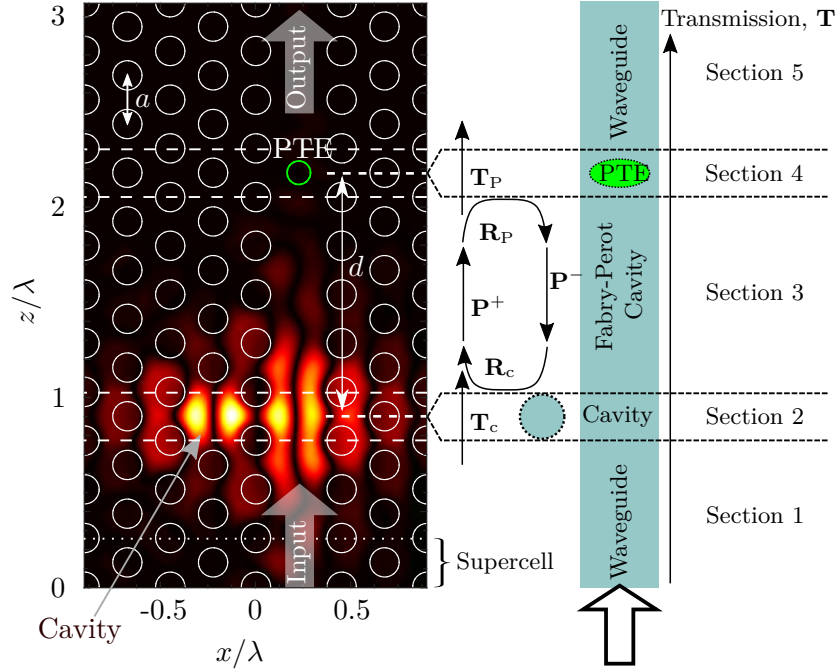 3
2
1
0
z/λ
-0.5
0
0.5
x/λ
a
Output
PTE
d
Input
Cavity
Supercell
T_P
R_P
P⁺
P⁻
R_c
T_c
Waveguide
PTE
Fabry-Perot
Cavity
Cavity
Waveguide
Transmission, T
Section 5
Section 4
Section 3
Section 2
Section 1